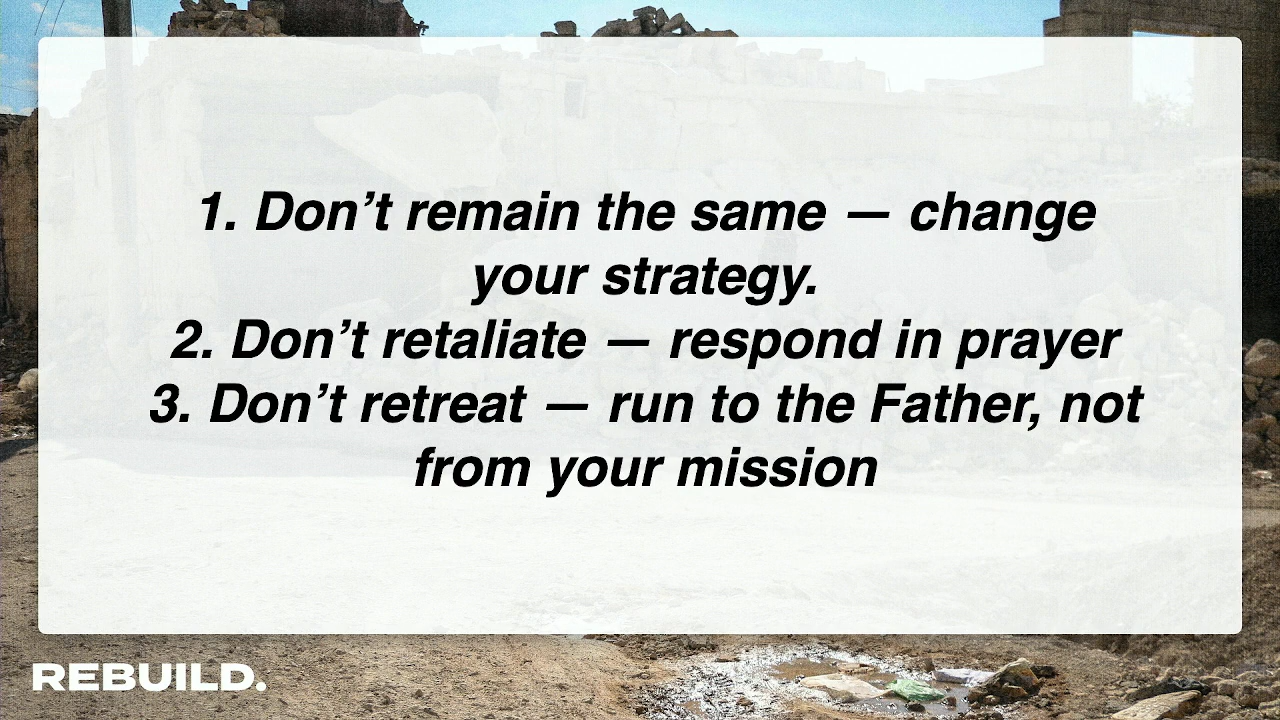 1. Don’t remain the same — change
your strategy.
2. Don’t retaliate — respond in prayer
3. Don’t retreat — run to the Father, not
from your mission
REBUILD.